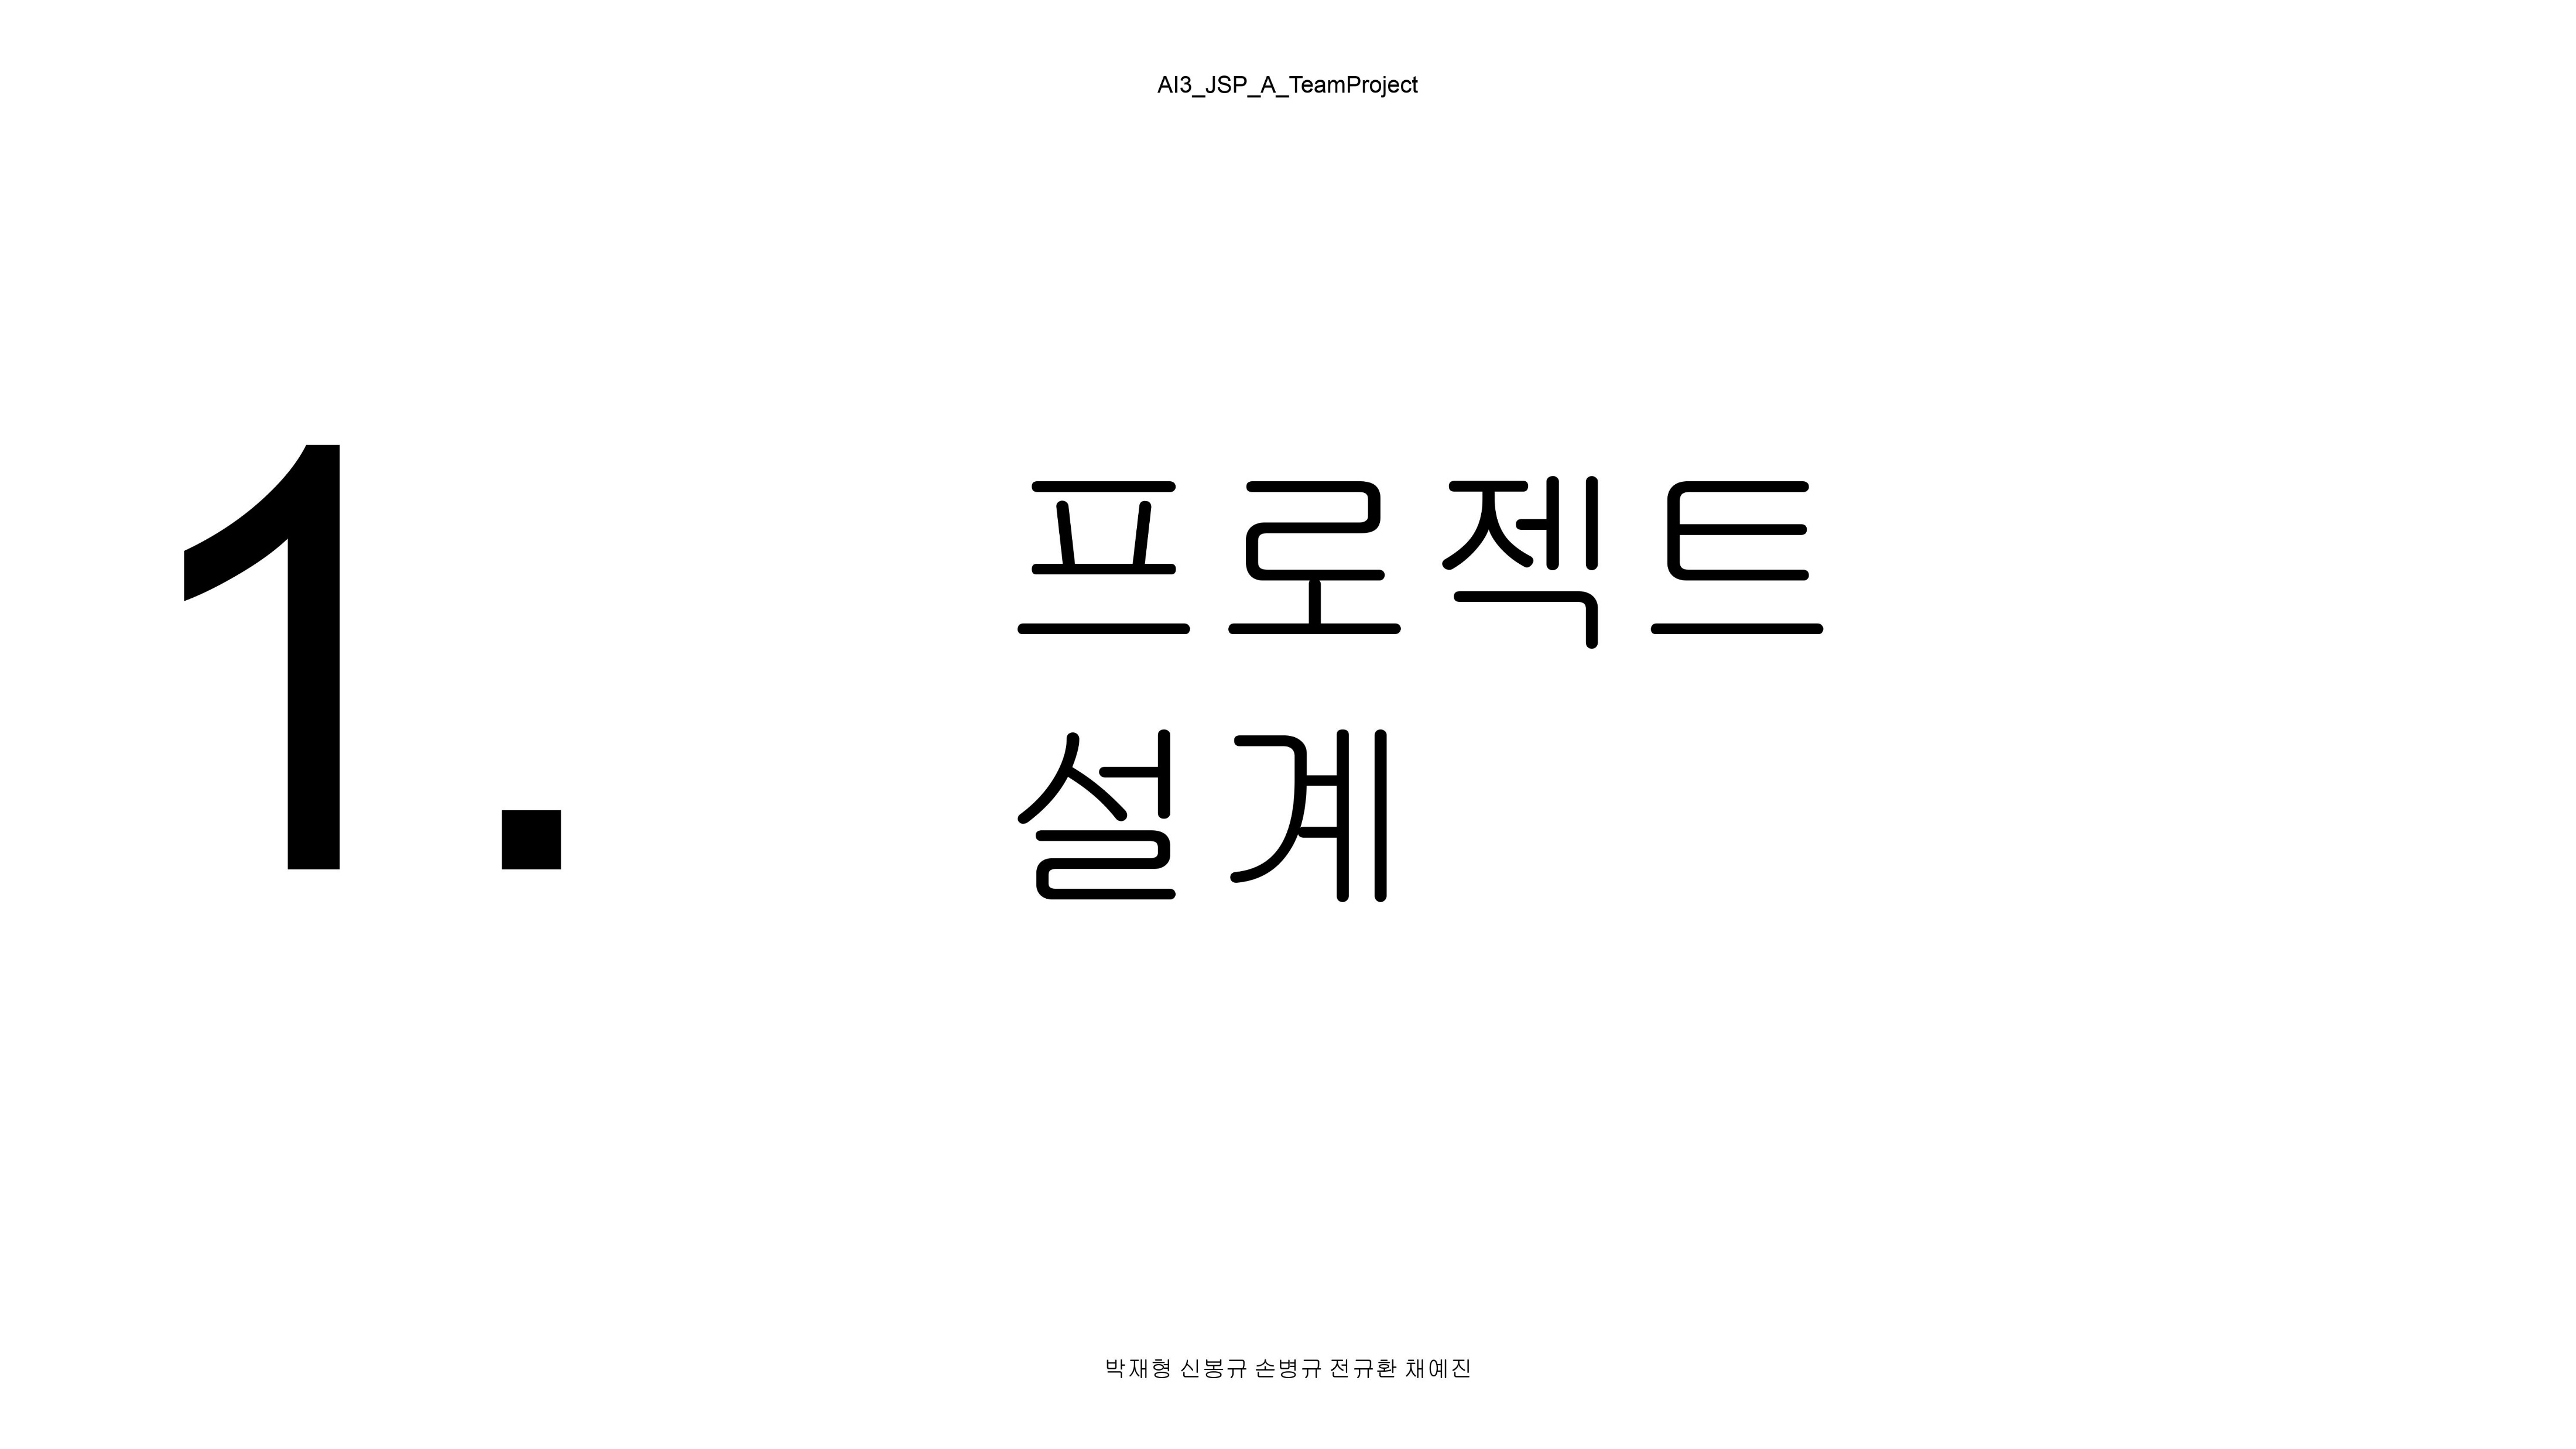 AI3_JSP_A_TeamProject
1.
프로젝트
설계
박재형 신봉규 손병규 전규환 채예진